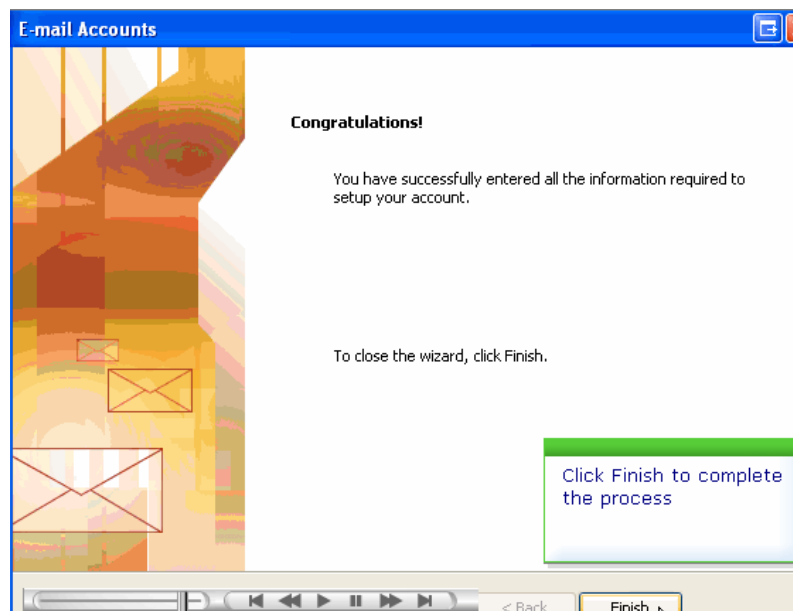 E-mail Accounts
Congratulations!
You have successfully entered all the information required to
setup your account.
To close the wizard, click Finish.
Click Finish to complete
the process
< Back
Finish